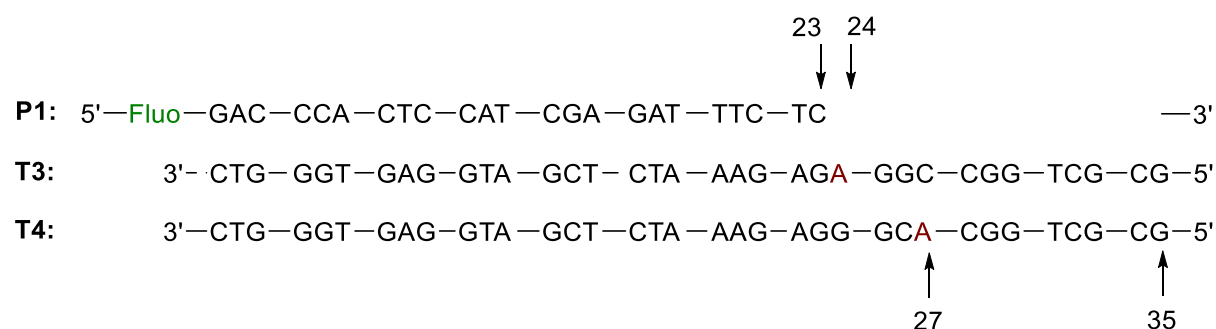 23 24
P1: 5'—Fluo—GAC—CCA—CTC—CAT—CGA—GAT—TTC—TC —3'
T3: 3'- ·CTG—GGT—GAG—GTA—GCT— CTA—AAG—AGA—GGC—CGG—TCG—CG—5'
T4: 3'—CTG—GGT—GAG—GTA—GCT—CTA—AAG—AGG—GCA—CGG—TCG—CG—5'
27 35